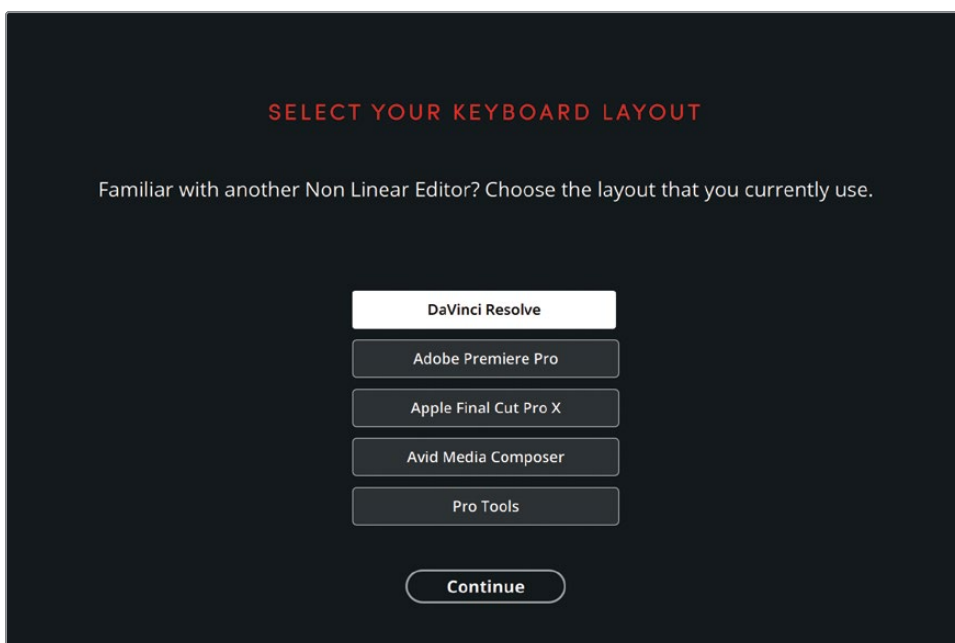 SELECT YOUR KEYBOARD LAYOUT
Familiar with another Non Linear Editor? Choose the layout that you currently use.
DaVinci Resolve
Adobe Premiere Pro
Apple Final Cut Pro X
Avid Media Composer
Pro Tools
Continue